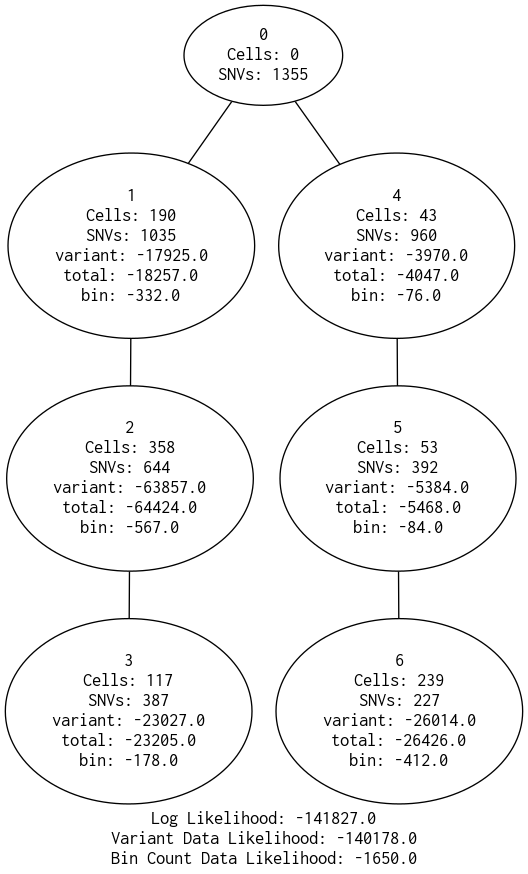 0
Cells: 0
SNVs: 1355
1
Cells: 190
SNVs: 1035
variant: -17925.0
total: -18257.0
bin: -332.0
4
Cells: 43
SNVs: 960
variant: -3970.0
total: -4047.0
bin: -76.0
2
Cells: 358
SNVs: 644
variant: -63857.0
total: -64424.0
bin: -567.0
5
Cells: 53
SNVs: 392
variant: -5384.0
total: -5468.0
bin: -84.0
3
Cells: 117
SNVs: 387
variant: -23027.0
total: -23205.0
bin: -178.0
6
Cells: 239
SNVs: 227
variant: -26014.0
total: -26426.0
bin: -412.0
Log Likelihood: -141827.0
Variant Data Likelihood: -140178.0
Bin Count Data Likelihood: -1650.0